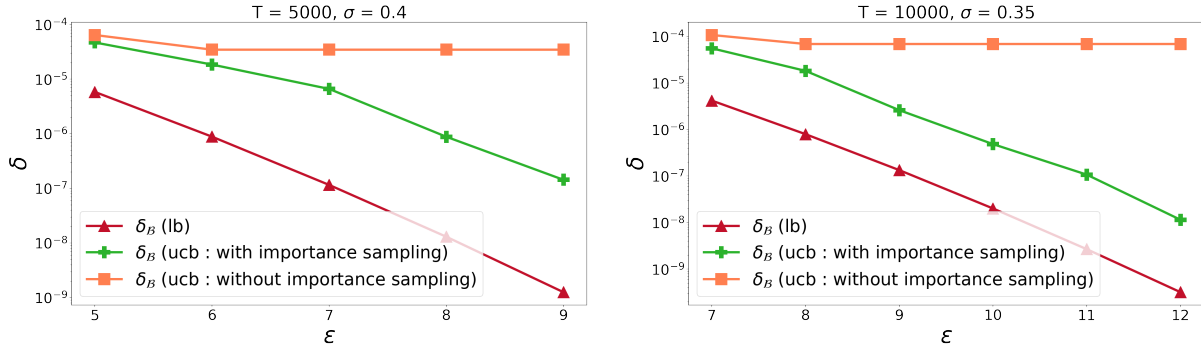 T = 5000, σ = 0.4
10⁻⁴
10⁻⁵
10⁻⁶
10⁻⁷
10⁻⁸
10⁻⁹
δ
δ_ℬ (lb)
δ_ℬ (ucb : with importance sampling)
δ_ℬ (ucb : without importance sampling)
5 6 7 8 9
ε
T = 10000, σ = 0.35
10⁻⁴
10⁻⁵
10⁻⁶
10⁻⁷
10⁻⁸
10⁻⁹
δ
δ_ℬ (lb)
δ_ℬ (ucb : with importance sampling)
δ_ℬ (ucb : without importance sampling)
7 8 9 10 11 12
ε